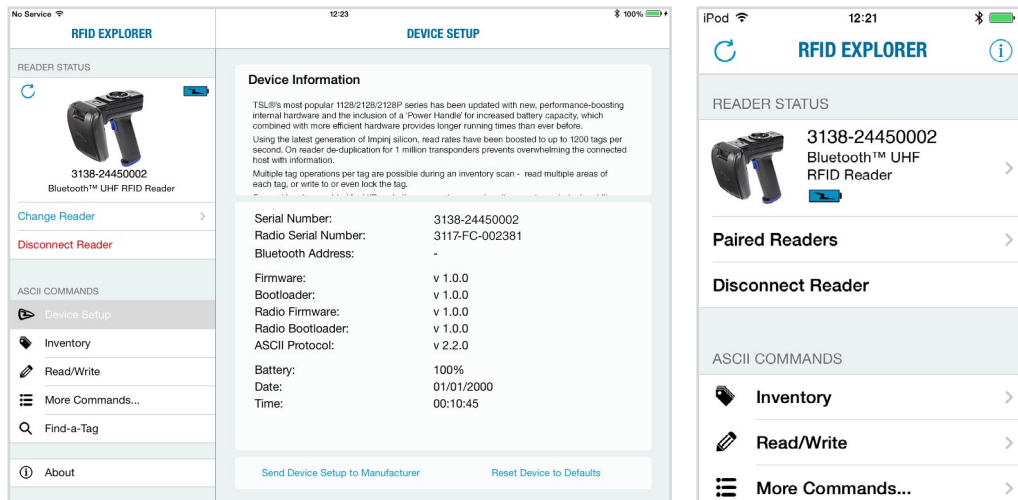 No Service
12:23
100%
RFID EXPLORER
DEVICE SETUP
READER STATUS
3138-24450002
Bluetooth™ UHF RFID Reader
Change Reader
Disconnect Reader
ASCII COMMANDS
Device Setup
Inventory
Read/Write
More Commands...
Find-a-Tag
About
Device Information
TSL®'s most popular 1128/2128/2128P series has been updated with new, performance-boosting
internal hardware and the inclusion of a 'Power Handle' for increased battery capacity, which
combined with more efficient hardware provides longer running times than ever before.
Using the latest generation of Impinj silicon, read rates have been boosted to up to 1200 tags per
second. On reader de-duplication for 1 million transponders prevents overwhelming the connected
host with information.
Multiple tag operations per tag are possible during an inventory scan - read multiple areas of
each tag, or write to or even lock the tag.
Serial Number: 3138-24450002
Radio Serial Number: 3117-FC-002381
Bluetooth Address: -
Firmware: v 1.0.0
Bootloader: v 1.0.0
Radio Firmware: v 1.0.0
Radio Bootloader: v 1.0.0
ASCII Protocol: v 2.2.0
Battery: 100%
Date: 01/01/2000
Time: 00:10:45
Send Device Setup to Manufacturer
Reset Device to Defaults
iPod
12:21
RFID EXPLORER
READER STATUS
3138-24450002
Bluetooth™ UHF
RFID Reader
Paired Readers
Disconnect Reader
ASCII COMMANDS
Inventory
Read/Write
More Commands...